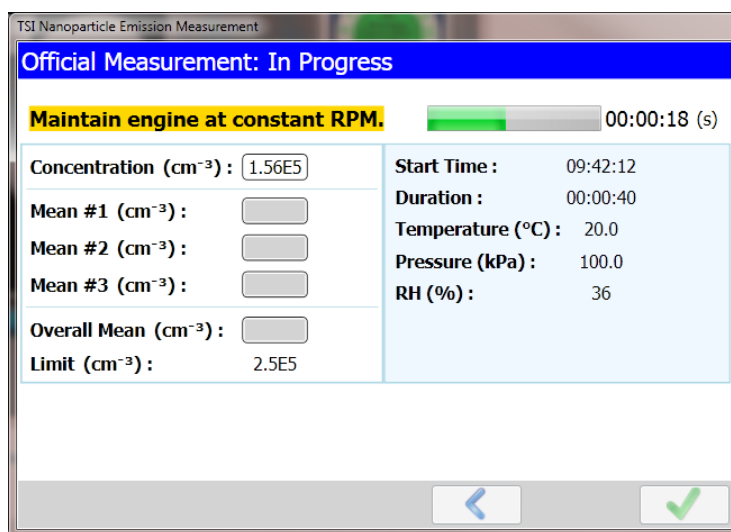 TSI Nanoparticle Emission Measurement
Official Measurement: In Progress
Maintain engine at constant RPM. 00:00:18 (s)
Concentration (cm⁻³) : 1.56E5
Mean #1 (cm⁻³) :
Mean #2 (cm⁻³) :
Mean #3 (cm⁻³) :
Overall Mean (cm⁻³) :
Limit (cm⁻³) : 2.5E5
Start Time : 09:42:12
Duration : 00:00:40
Temperature (°C) : 20.0
Pressure (kPa) : 100.0
RH (%) : 36